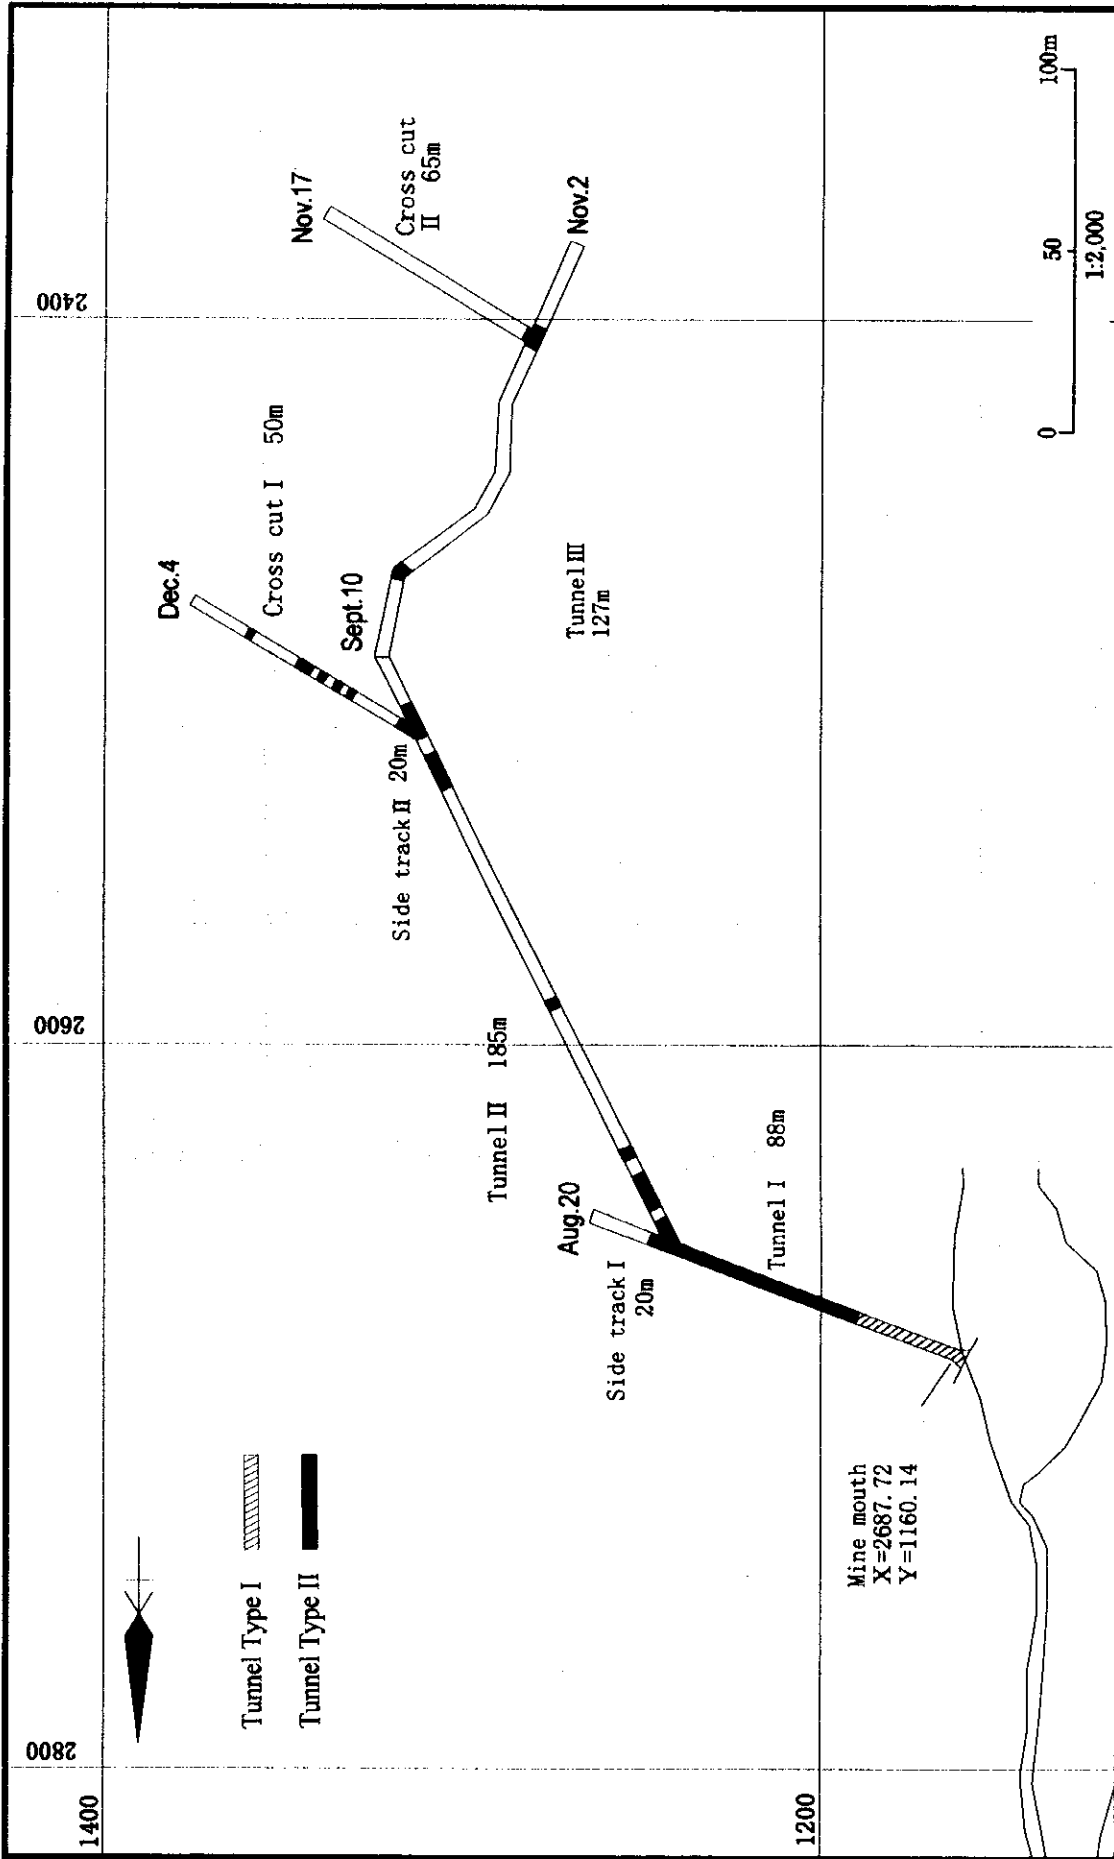 1400
1200
2800
2600
2400
Tunnel Type I
Tunnel Type II
Mine mouth
X=2687.72
Y=1160.14
Side track I
20m
Aug.20
Tunnel I 88m
Tunnel II 185m
Side track II 20m
Sept.10
Dec.4
Cross cut I 50m
Tunnel III
127m
Nov.17
Cross cut
II 65m
Nov.2
0 50 100m
1:2,000